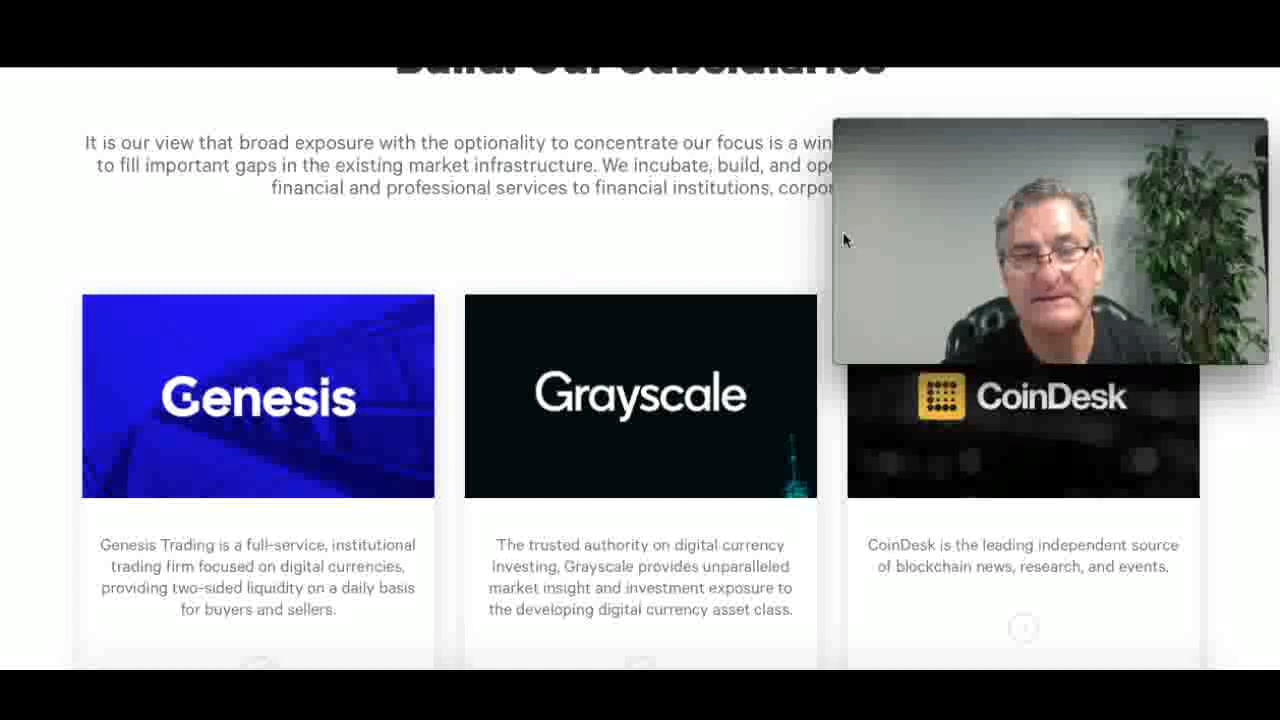 Build: Our Subsidiaries
It is our view that broad exposure with the optionality to concentrate our focus is a
to fill important gaps in the existing market infrastructure. We incubate, build, and
financial and professional services to financial institutions,
Genesis
Grayscale
CoinDesk
Genesis Trading is a full-service, institutional
trading firm focused on digital currencies,
providing two-sided liquidity on a daily basis
for buyers and sellers.
The trusted authority on digital currency
investing, Grayscale provides unparalleled
market insight and investment exposure to
the developing digital currency asset class.
CoinDesk is the leading independent source
of blockchain news, research, and events.